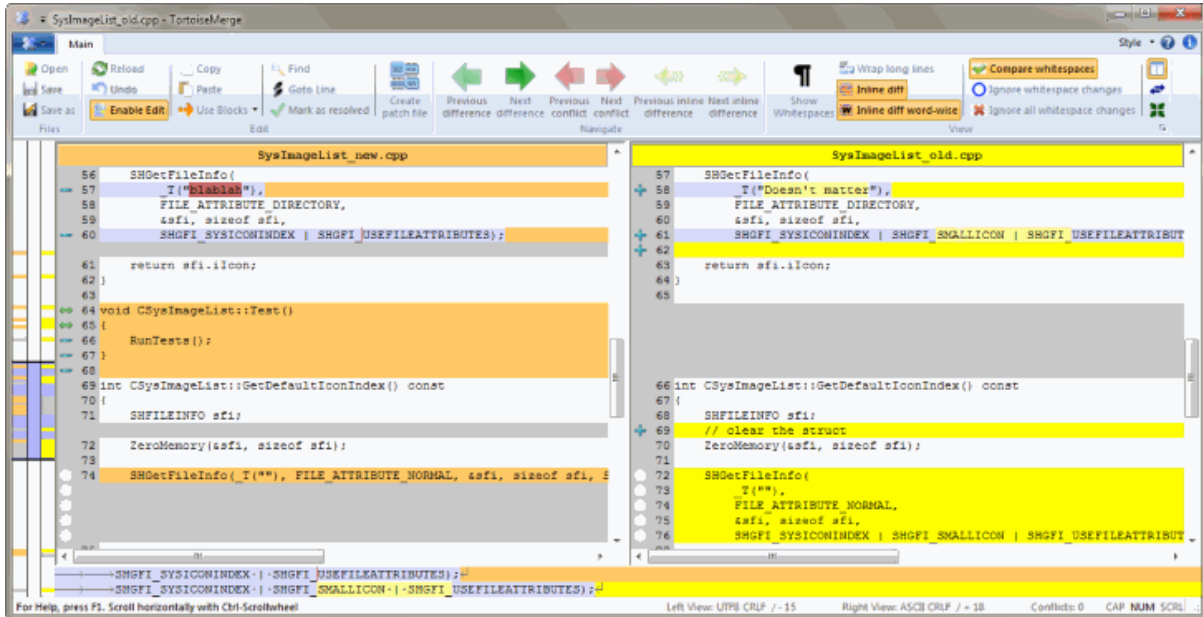 SysImageList_old.cpp - TortoiseMerge
Main
Style
Open
Save
Save as
Files
Reload
Undo
Enable Edit
Copy
Paste
Use Blocks
Find
Goto Line
Mark as resolved
Edit
Create patch file
Previous difference
Next difference
Previous conflict
Next conflict
Previous inline difference
Next inline difference
Navigate
Show Whitespaces
Wrap long lines
Inline diff
Inline diff word-wise
Compare whitespaces
Ignore whitespace changes
Ignore all whitespace changes
View
SysImageList_new.cpp
56 SHGetFileInfo(
57 _T("blablah"),
58 FILE_ATTRIBUTE_DIRECTORY,
59 &sfi, sizeof sfi,
60 SHGFI_SYSICONINDEX | SHGFI_USEFILEATTRIBUTES);
61 return sfi.iIcon;
62 }
63
64 void CSysImageList::Test()
65 {
66 RunTests();
67 }
68
69 int CSysImageList::GetDefaultIconIndex() const
70 {
71 SHFILEINFO sfi;
72 ZeroMemory(&sfi, sizeof sfi);
73
74 SHGetFileInfo(_T(""), FILE_ATTRIBUTE_NORMAL, &sfi, sizeof sfi, S
SysImageList_old.cpp
57 SHGetFileInfo(
58 _T("Doesn't matter"),
59 FILE_ATTRIBUTE_DIRECTORY,
60 &sfi, sizeof sfi,
61 SHGFI_SYSICONINDEX | SHGFI_SMALLICON | SHGFI_USEFILEATTRIBUT
62
63 return sfi.iIcon;
64 }
65
66 int CSysImageList::GetDefaultIconIndex() const
67 {
68 SHFILEINFO sfi;
69 // clear the struct
70 ZeroMemory(&sfi, sizeof sfi);
71
72 SHGetFileInfo(
73 _T(""),
74 FILE_ATTRIBUTE_NORMAL,
75 &sfi, sizeof sfi,
76 SHGFI_SYSICONINDEX | SHGFI_SMALLICON | SHGFI_USEFILEATTRIBUT
SHGFI_SYSICONINDEX·|·SHGFI_USEFILEATTRIBUTES);
SHGFI_SYSICONINDEX·|·SHGFI_SMALLICON·|·SHGFI_USEFILEATTRIBUTES);
For Help, press F1. Scroll horizontally with Ctrl-Scrollwheel
Left View: UTF8 CRLF / - 15
Right View: ASCII CRLF / + 18
Conflicts: 0
CAP NUM SCRL